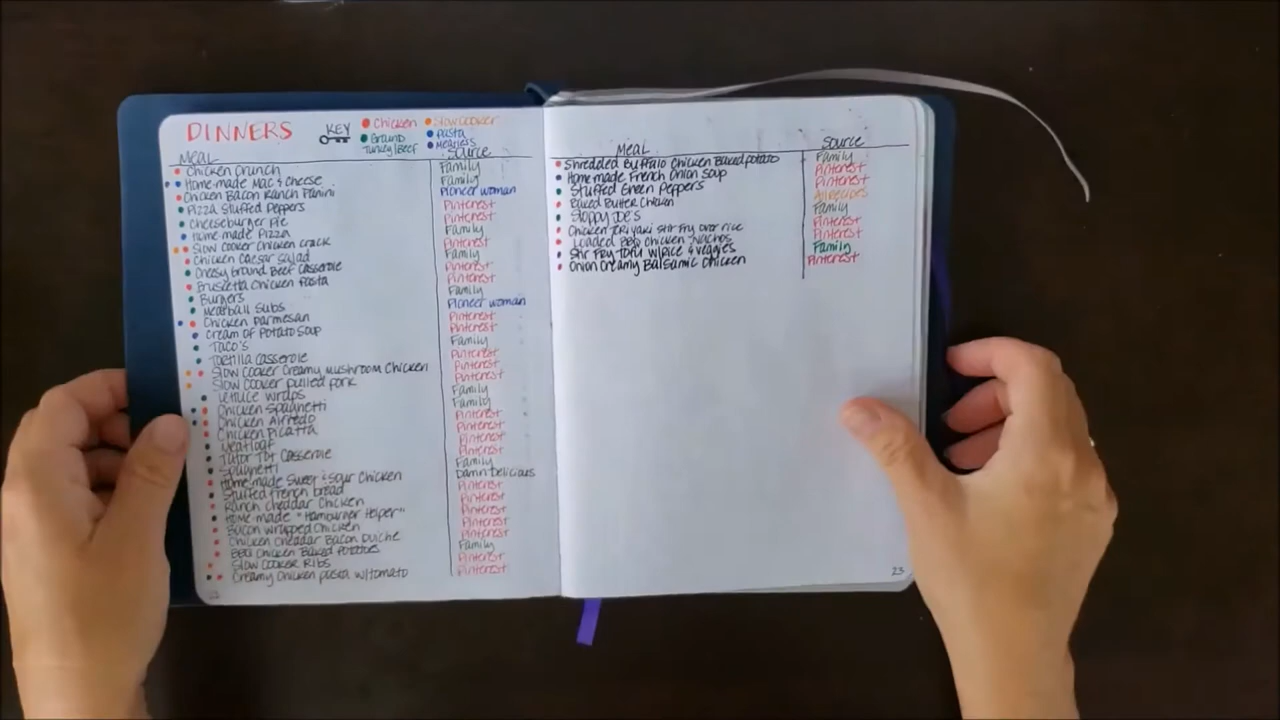 DINNERS KEY Chicken Slow Cooker
Ground Turkey/Beef Pasta
Meatless
Meal Source
Chicken Crunch Family
Home-made Mac & Cheese Family
Chicken Bacon Ranch Panini Pioneer Woman
Pizza Stuffed Peppers Pinterest
Cheeseburger Pie Pinterest
Home-made Pizza Family
Slow Cooker Chicken Crack Pinterest
Chicken Caesar Salad Family
Cheesy Ground Beef Casserole Pinterest
Bruscetta Chicken Pasta Pinterest
Burgers Family
Meatball Subs Pioneer Woman
Chicken Parmesan Pinterest
Cream of Potato Soup Pinterest
Taco's Family
Tortilla Casserole Pinterest
Slow Cooker Creamy Mushroom Chicken Pinterest
Slow Cooker Pulled Pork Pinterest
Lettuce Wraps Family
Chicken Spaghetti Family
Chicken Alfredo Pinterest
Chicken Picatta Pinterest
Meatloaf Pinterest
Tator Tot Casserole Pinterest
Spaghetti Family
Home-made Sweet & Sour Chicken Damn Delicious
Stuffed French Bread Pinterest
Ranch Cheddar Chicken Pinterest
Home-made "Hamburger Helper" Pinterest
Bacon Wrapped Chicken Pinterest
Chicken Cheddar Bacon Quiche Pinterest
BBQ Chicken Baked Potatoes Family
Slow Cooker Ribs Pinterest
Creamy Chicken Pasta w/Tomato Pinterest
Meal Source
Shredded Buffalo Chicken Baked Potato Family
Home-made French Onion Soup Pinterest
Stuffed Green Peppers Pinterest
Baked Butter Chicken Allrecipes
Sloppy Joe's Family
Chicken Teriyaki Stir Fry over rice Pinterest
Loaded BBQ Chicken Nachos Pinterest
Stir Fry Tofu w/Rice & Veggies Family
Onion Creamy Balsamic Chicken Pinterest
23